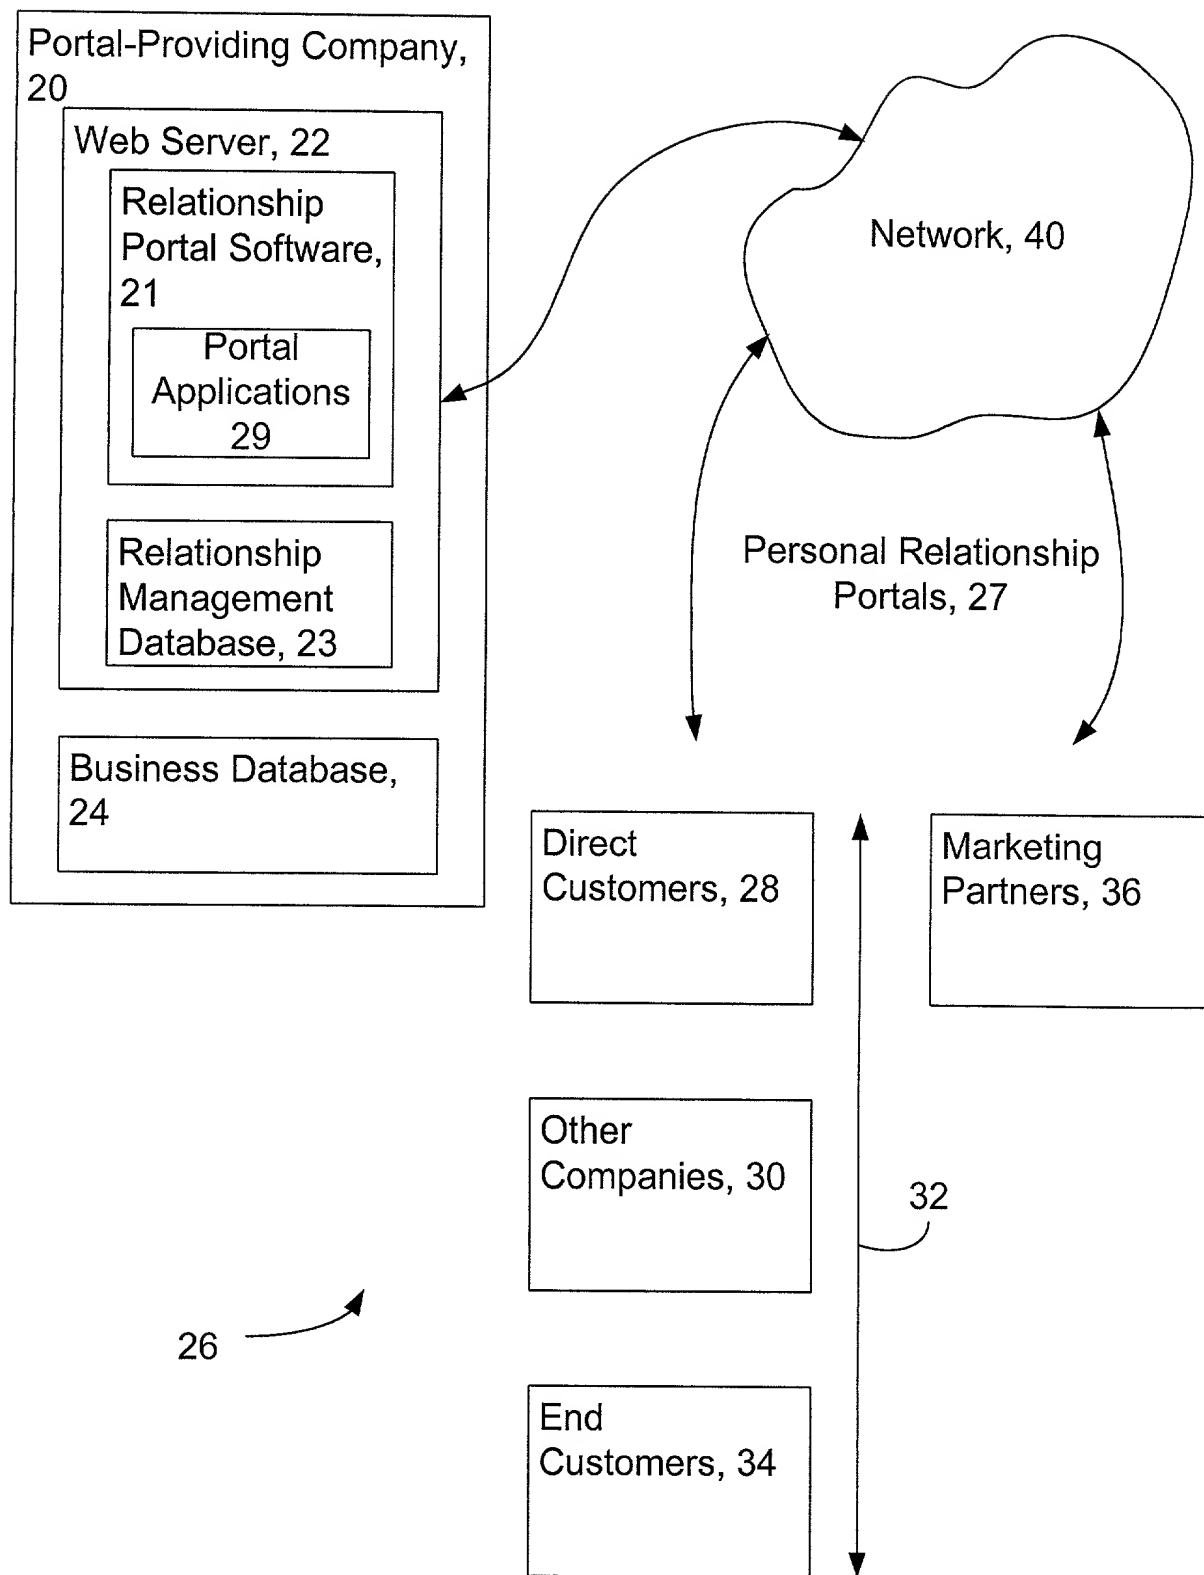 Portal-Providing Company,
20
Web Server, 22
Relationship
Portal Software,
21
Portal
Applications
29
Relationship
Management
Database, 23
Business Database,
24
Network, 40
Personal Relationship
Portals, 27
Direct
Customers, 28
Marketing
Partners, 36
Other
Companies, 30
32
26
End
Customers, 34